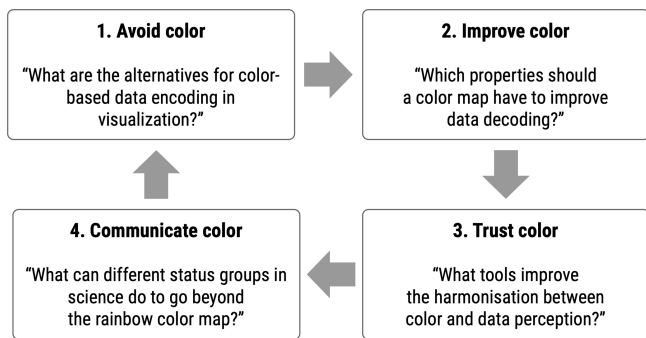 1. Avoid color
“What are the alternatives for color-
based data encoding in
visualization?”
2. Improve color
“Which properties should
a color map have to improve
data decoding?”
3. Trust color
“What tools improve
the harmonisation between
color and data perception?”
4. Communicate color
“What can different status groups in
science do to go beyond
the rainbow color map?”